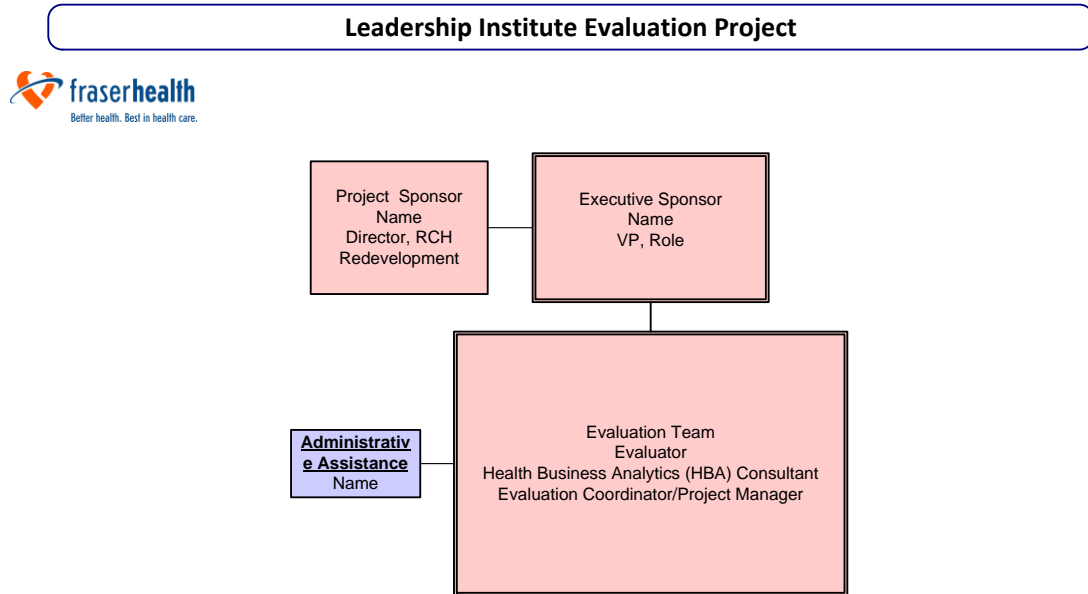 Leadership Institute Evaluation Project
fraserhealth
Better health. Best in health care.
Project Sponsor
Name
Director, RCH
Redevelopment
Executive Sponsor
Name
VP, Role
Administrativ
e Assistance
Name
Evaluation Team
Evaluator
Health Business Analytics (HBA) Consultant
Evaluation Coordinator/Project Manager